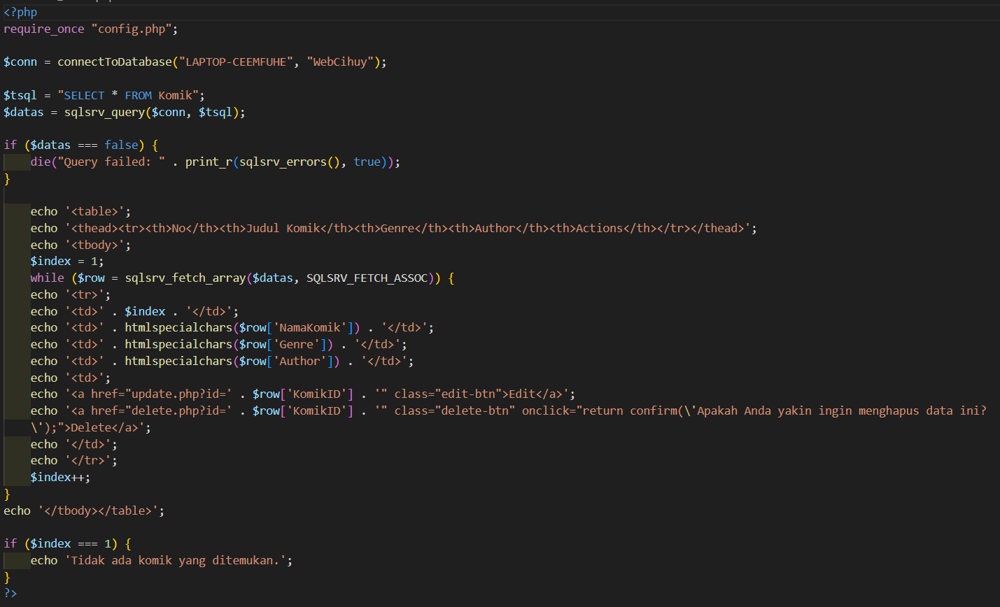 <?php
require_once "config.php";

$conn = connectToDatabase("LAPTOP-CEEMFUHE", "WebCihuy");

$tsql = "SELECT * FROM Komik";
$datas = sqlsrv_query($conn, $tsql);

if ($datas === false) {
    die("Query failed: " . print_r(sqlsrv_errors(), true));
}

    echo '<table>';
    echo '<thead><tr><th>No</th><th>Judul Komik</th><th>Genre</th><th>Author</th><th>Actions</th></tr></thead>';
    echo '<tbody>';
    $index = 1;
    while ($row = sqlsrv_fetch_array($datas, SQLSRV_FETCH_ASSOC)) {
    echo '<tr>';
    echo '<td>' . $index . '</td>';
    echo '<td>' . htmlspecialchars($row['NamaKomik']) . '</td>';
    echo '<td>' . htmlspecialchars($row['Genre']) . '</td>';
    echo '<td>' . htmlspecialchars($row['Author']) . '</td>';
    echo '<td>';
    echo '<a href="update.php?id=' . $row['KomikID'] . '" class="edit-btn">Edit</a>';
    echo '<a href="delete.php?id=' . $row['KomikID'] . '" class="delete-btn" onclick="return confirm(\'Apakah Anda yakin ingin menghapus data ini?
    \');">Delete</a>';
    echo '</td>';
    echo '</tr>';
    $index++;
}
echo '</tbody></table>';

if ($index === 1) {
    echo 'Tidak ada komik yang ditemukan.';
}
?>